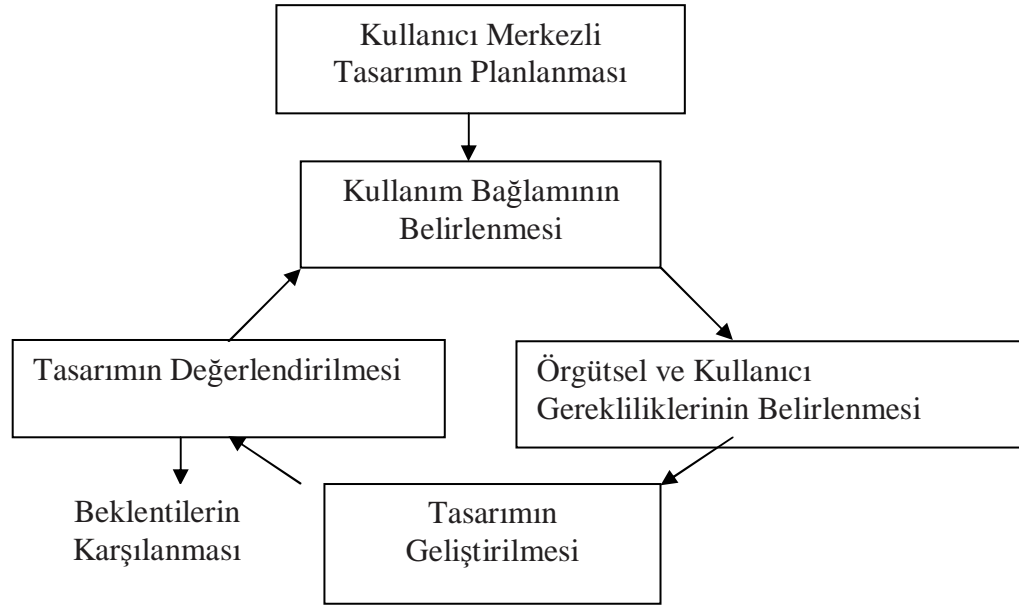 Kullanıcı Merkezli
Tasarımın Planlanması
Kullanım Bağlamının
Belirlenmesi
Tasarımın Değerlendirilmesi
Örgütsel ve Kullanıcı
Gerekliliklerinin Belirlenmesi
Beklentilerin
Karşılanması
Tasarımın
Geliştirilmesi